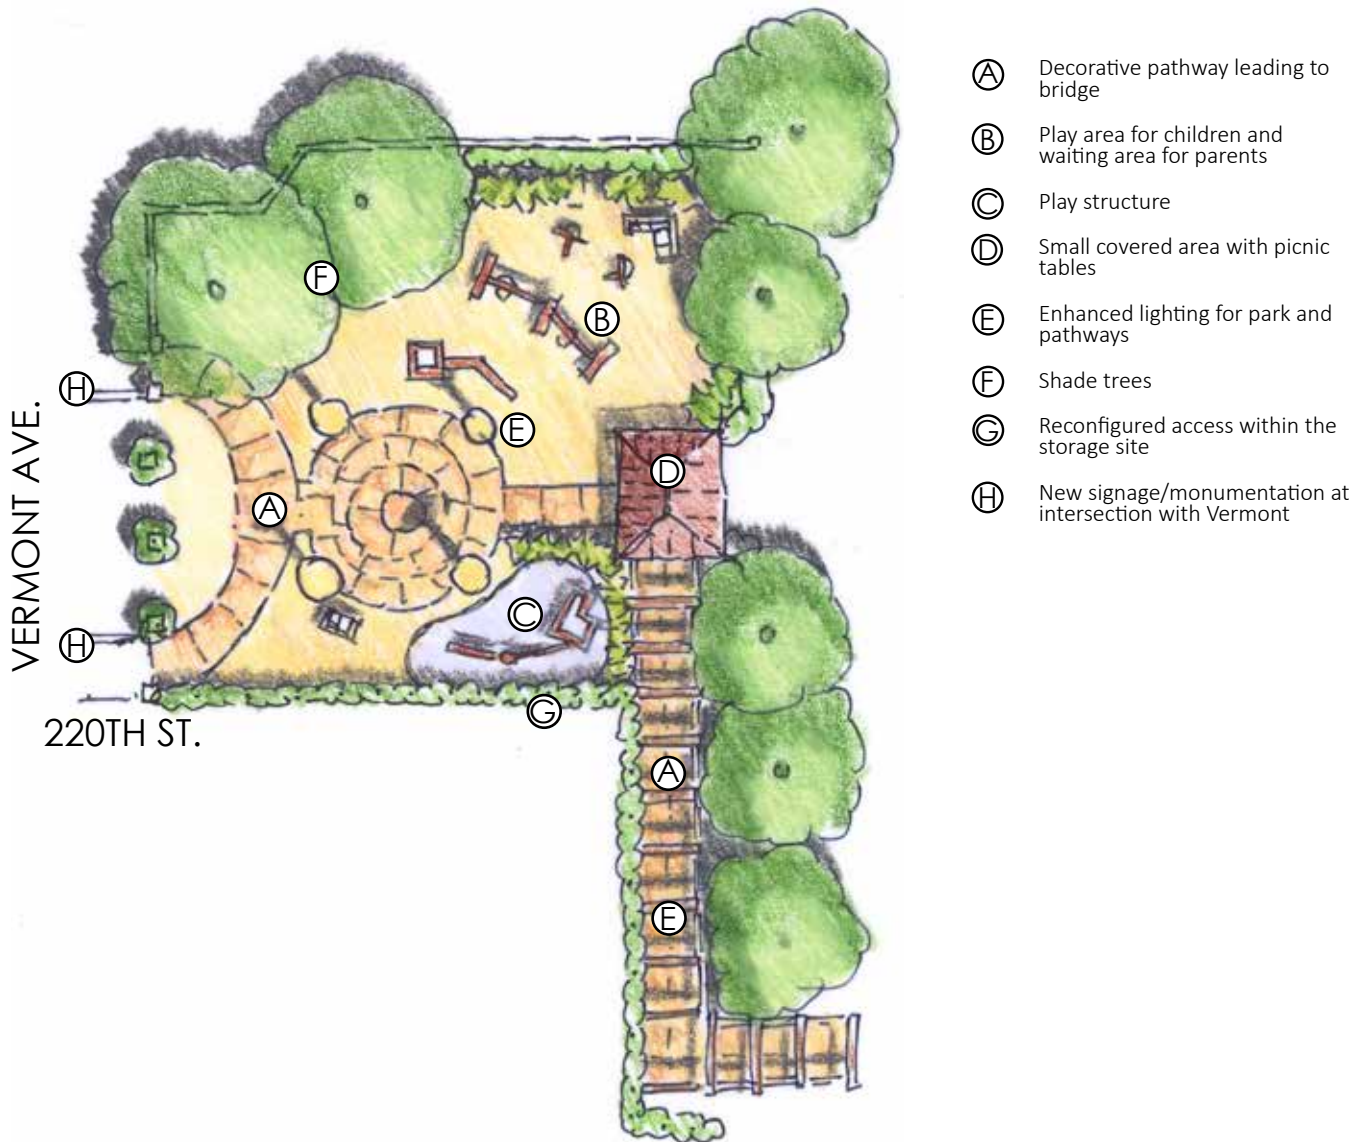 A Decorative pathway leading to
bridge
B Play area for children and
waiting area for parents
C Play structure
D Small covered area with picnic
tables
E Enhanced lighting for park and
pathways
F Shade trees
G Reconfigured access within the
storage site
H New signage/monumentation at
intersection with Vermont
F
B
H
E
D
A
C
H
G
A
E
VERMONT AVE.
220TH ST.